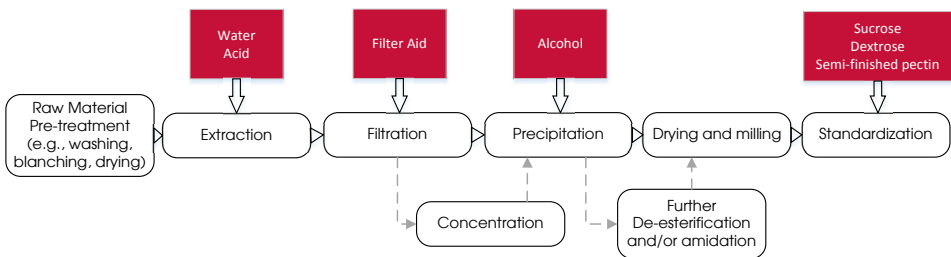 Water
Acid
Filter Aid
Alcohol
Sucrose
Dextrose
Semi-finished pectin
Raw Material
Pre-treatment
(e.g., washing,
blanching, drying)
Extraction
Filtration
Precipitation
Drying and milling
Standardization
Concentration
Further
De-esterification
and/or amidation